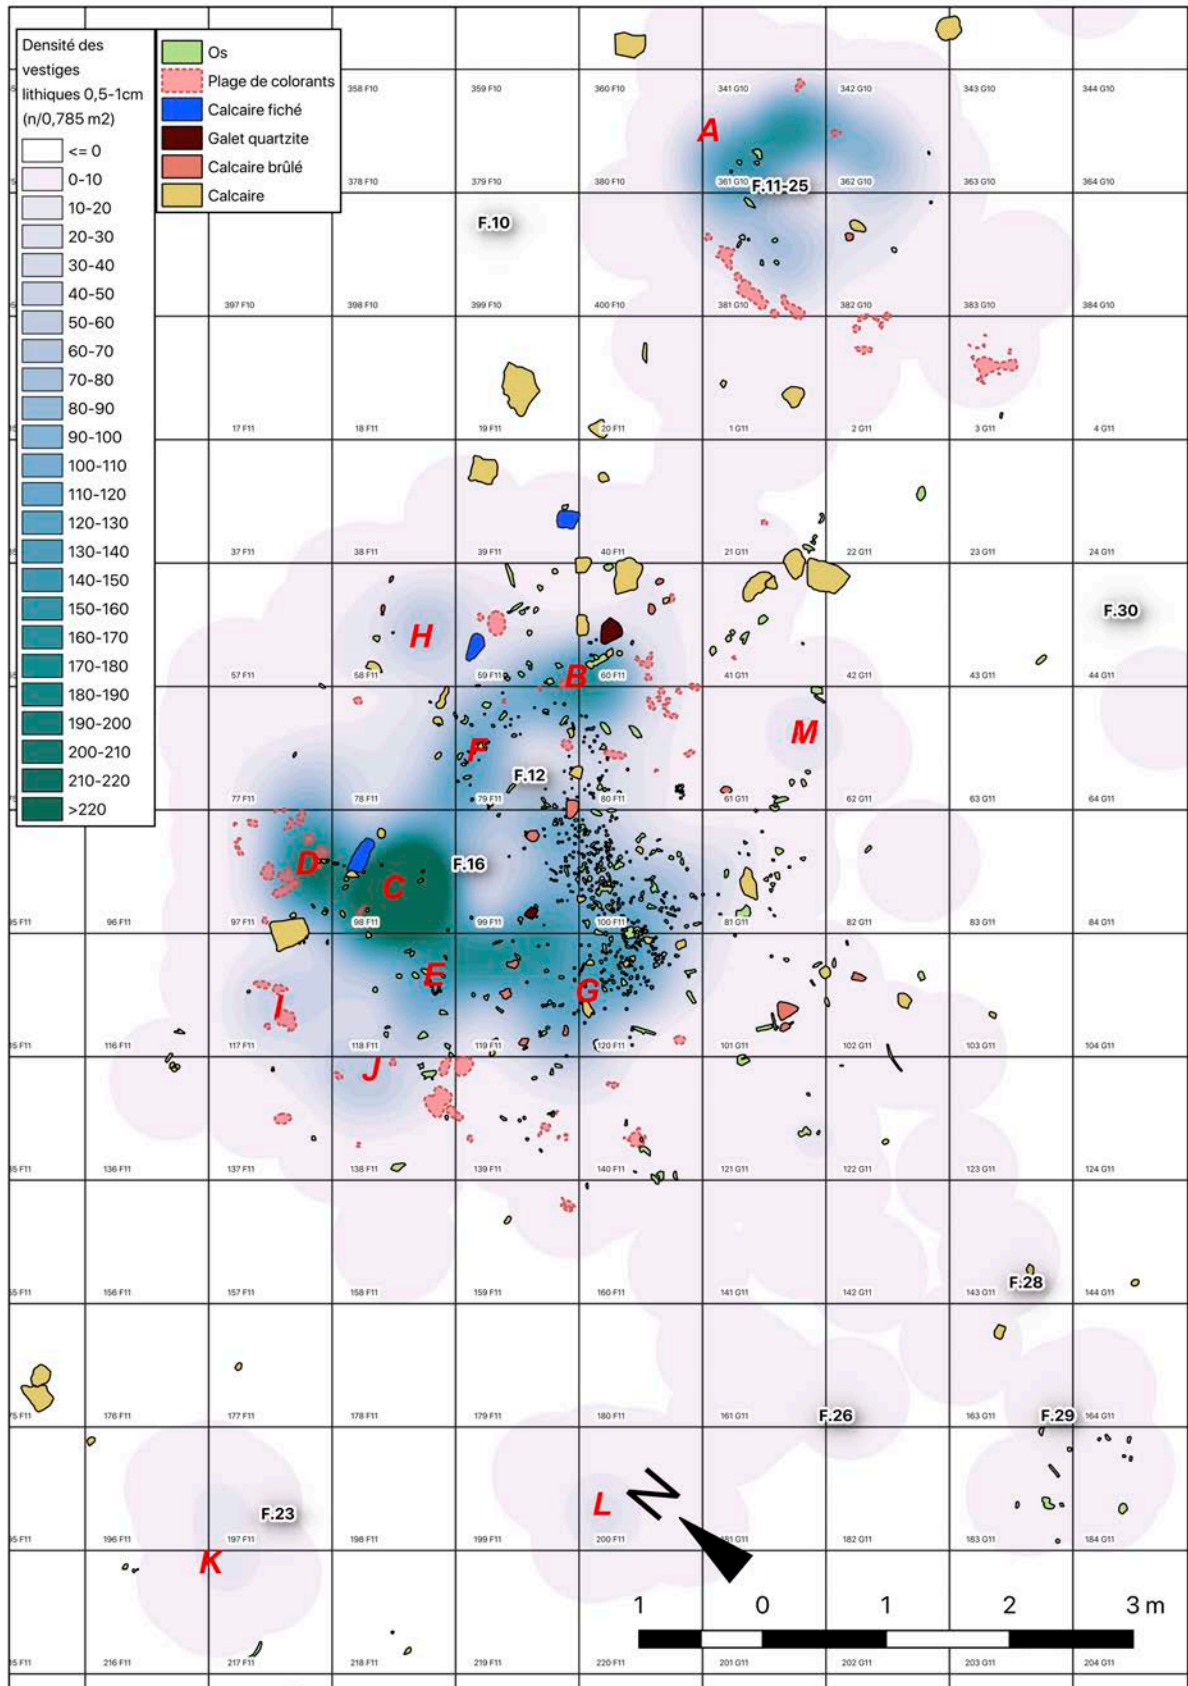 Densité des
vestiges
lithiques 0,5-1cm
(n/0,785 m2)
<= 0
0-10
10-20
20-30
30-40
40-50
50-60
60-70
70-80
80-90
90-100
100-110
110-120
120-130
130-140
140-150
150-160
160-170
170-180
180-190
190-200
200-210
210-220
>220
Os
Plage de colorants
Calcaire fiché
Galet quartzite
Calcaire brûlé
Calcaire
358 F10 359 F10 360 F10 341 G10 342 G10 343 G10 344 G10
A
378 F10 379 F10 380 F10 361 G10 F.11-25 362 G10 363 G10 364 G10
F.10
397 F10 398 F10 399 F10 400 F10 381 G10 382 G10 383 G10 384 G10
17 F11 18 F11 19 F11 20 F11 1 G11 2 G11 3 G11 4 G11
37 F11 38 F11 39 F11 40 F11 21 G11 22 G11 23 G11 24 G11
F.30
H
57 F11 58 F11 59 F11 B 60 F11 41 G11 42 G11 43 G11 44 G11
M
F
F.12
77 F11 78 F11 79 F11 80 F11 61 G11 62 G11 63 G11 64 G11
D F.16
C
96 F11 97 F11 98 F11 99 F11 100 F11 81 G11 82 G11 83 G11 84 G11
E
G
I
116 F11 117 F11 118 F11 119 F11 120 F11 101 G11 102 G11 103 G11 104 G11
J
136 F11 137 F11 138 F11 139 F11 140 F11 121 G11 122 G11 123 G11 124 G11
F.28
156 F11 157 F11 158 F11 159 F11 160 F11 141 G11 142 G11 143 G11 144 G11
176 F11 177 F11 178 F11 179 F11 180 F11 161 G11 F.26 163 G11 F.29 164 G11
L N
F.23
196 F11 197 F11 198 F11 199 F11 200 F11 181 G11 182 G11 183 G11 184 G11
K
1 0 1 2 3 m
216 F11 217 F11 218 F11 219 F11 220 F11 201 G11 202 G11 203 G11 204 G11